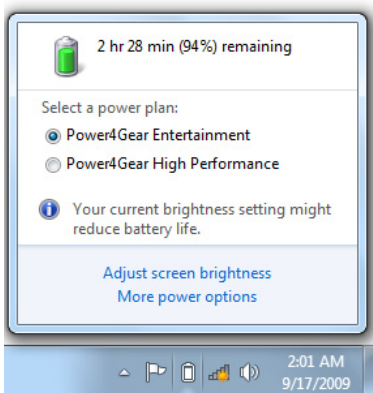 2 hr 28 min (94%) remaining
Select a power plan:
Power4Gear Entertainment
Power4Gear High Performance
Your current brightness setting might
reduce battery life.
Adjust screen brightness
More power options
2:01 AM
9/17/2009